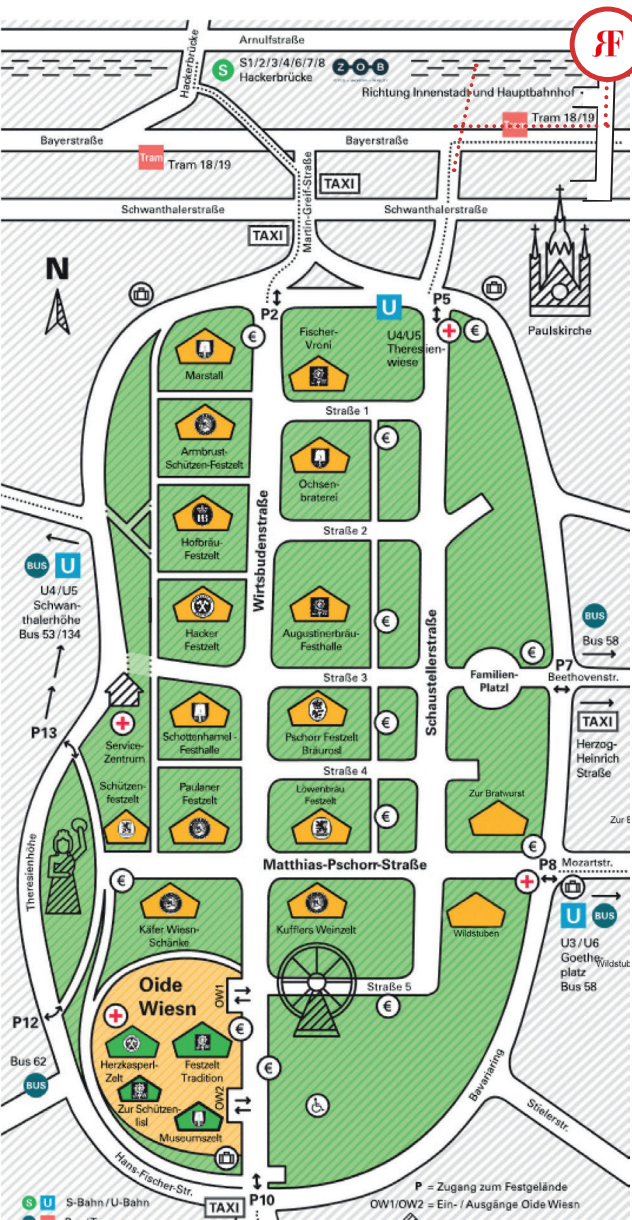 Arnulfstraße
RF
Hackerbrücke
S
S1/2/3/4/6/7/8
Hackerbrücke
ZOB
Richtung Innenstadt und Hauptbahnhof
Tram
Tram 18/19
Bayerstraße
Bayerstraße
Tram
Tram 18/19
TAXI
Martin-Greif-Straße
Schwanthalerstraße
Schwanthalerstraße
TAXI
N
Paulskirche
P2
U
P5
€
Fischer-
Vroni
U4/U5
Theresien-
wiese
€
Marstall
Straße 1
€
Armbrust-
Schützen-Festzelt
Ochsen-
braterei
Wirtsbudenstraße
Straße 2
HB
Hofbräu-
Festzelt
BUS U
U4/U5
Schwan-
thalerhöhe
Bus 53/134
Hacker
Festzelt
Augustinerbräu-
Festhalle
€
Schaustellerstraße
€
BUS
Bus 58
P7
Beethovenstr.
Straße 3
Familien-
Platzl
TAXI
Herzog-
Heinrich
Straße
P13
Service-
Zentrum
Schottenhamel-
Festhalle
Pschorr Festzelt
Bräurosl
€
Straße 4
Schützen-
festzelt
Paulaner
Festzelt
Löwenbräu
Festzelt
€
Zur Bratwurst
Zur B
€
Theresienhöhe
Matthias-Pschorr-Straße
P8
Mozartstr.
€
U BUS
U3/U6
Goethe-
platz
Bus 58
Wildstub
Käfer Wiesn-
Schänke
Kufflers Weinzelt
Wildstuben
Oide
Wiesn
OW1
Straße 5
€
P12
€
Bus 62
BUS
Herzkasperl-
Zelt
Festzelt
Tradition
€
Zur Schützen-
lisl
OW2
Museumszelt
Bavariaring
Stielerstr.
Hans-Fischer-Str.
TAXI
P10
P = Zugang zum Festgelände
OW1/OW2 = Ein- / Ausgänge Oide Wiesn
S U S-Bahn/U-Bahn